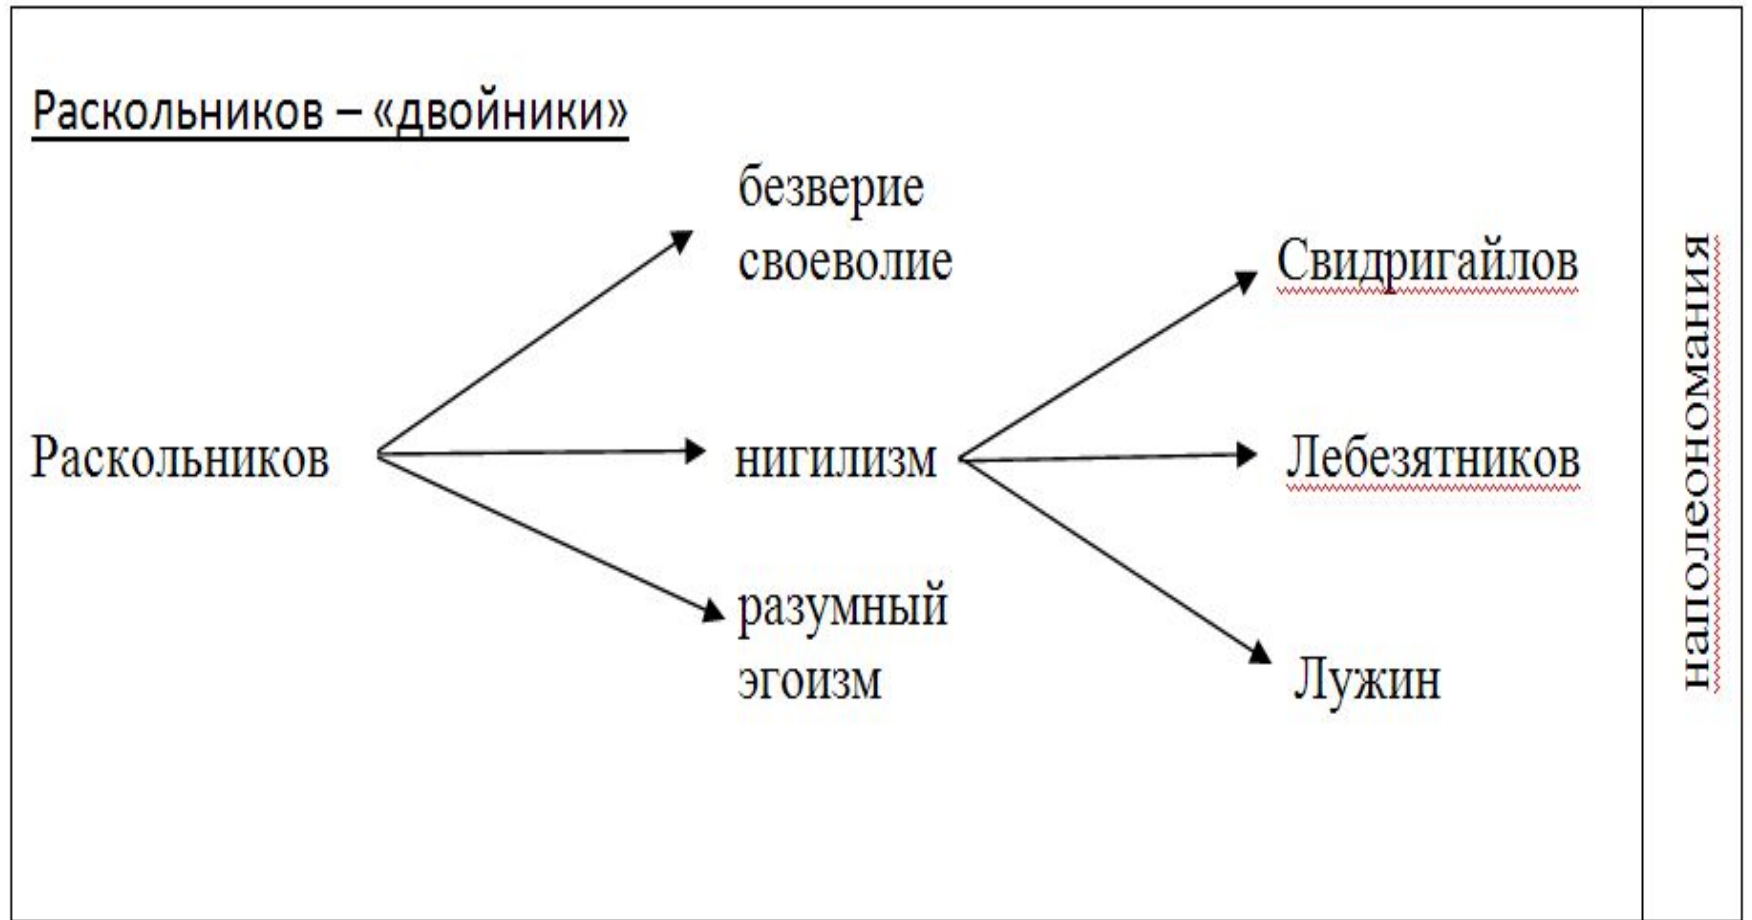 Раскольников – «двойники»
безверие
своеволие
Свидригайлов
Раскольников
нигилизм
Лебезятников
разумный
эгоизм
Лужин
наполеономания